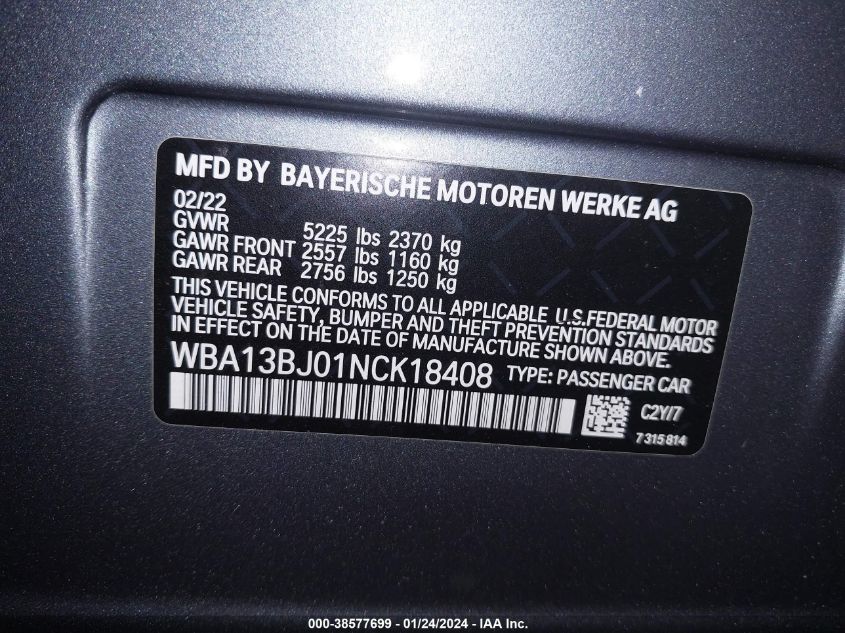 MFD BY BAYERISCHE MOTOREN WERKE AG
02/22
GVWR 5225 lbs 2370 kg
GAWR FRONT 2557 lbs 1160 kg
GAWR REAR 2756 lbs 1250 kg
THIS VEHICLE CONFORMS TO ALL APPLICABLE U.S.FEDERAL MOTOR
VEHICLE SAFETY, BUMPER AND THEFT PREVENTION STANDARDS
IN EFFECT ON THE DATE OF MANUFACTURE SHOWN ABOVE.
WBA13BJ01NCK18408 TYPE: PASSENGER CAR
C2Y/7
7 315 814
000-38577699 - 01/24/2024 - IAA Inc.